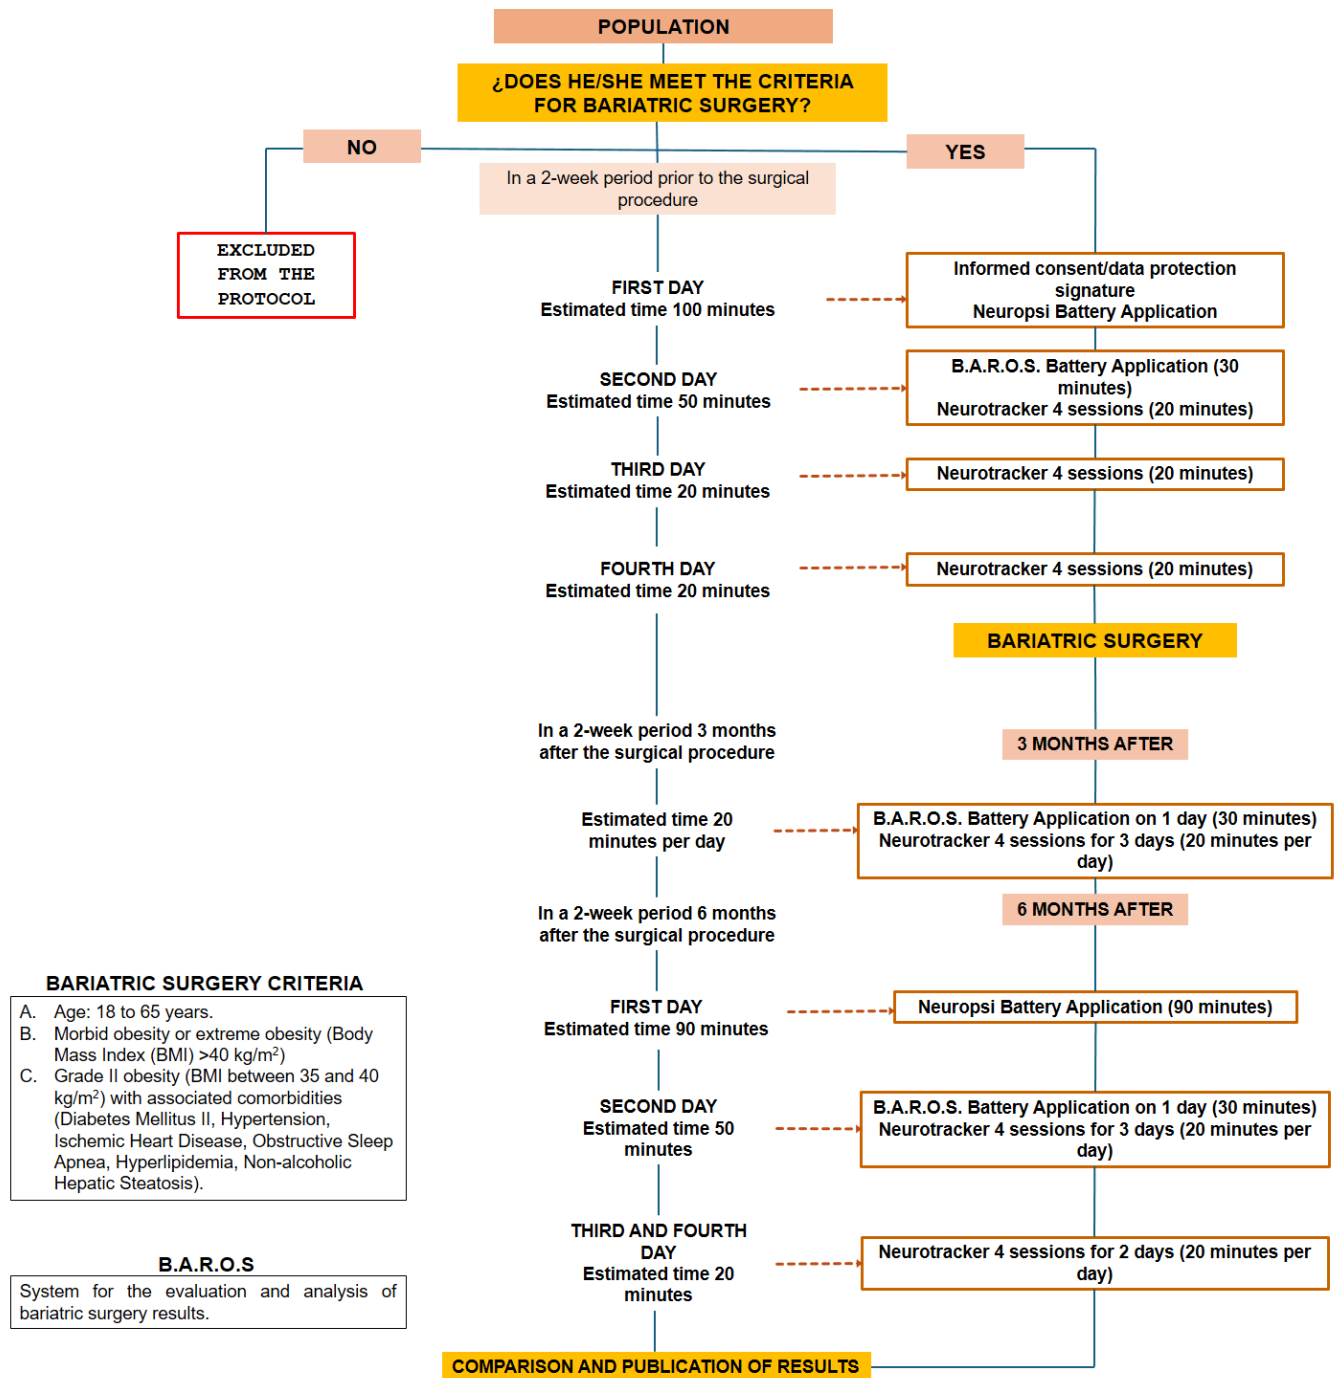 POPULATION
¿DOES HE/SHE MEET THE CRITERIA
FOR BARIATRIC SURGERY?
NO
YES
In a 2-week period prior to the surgical
procedure
EXCLUDED
FROM THE
PROTOCOL
FIRST DAY
Estimated time 100 minutes
Informed consent/data protection
signature
Neuropsi Battery Application
SECOND DAY
Estimated time 50 minutes
B.A.R.O.S. Battery Application (30
minutes)
Neurotracker 4 sessions (20 minutes)
THIRD DAY
Estimated time 20 minutes
Neurotracker 4 sessions (20 minutes)
FOURTH DAY
Estimated time 20 minutes
Neurotracker 4 sessions (20 minutes)
BARIATRIC SURGERY
In a 2-week period 3 months
after the surgical procedure
3 MONTHS AFTER
Estimated time 20
minutes per day
B.A.R.O.S. Battery Application on 1 day (30 minutes)
Neurotracker 4 sessions for 3 days (20 minutes per
day)
In a 2-week period 6 months
after the surgical procedure
6 MONTHS AFTER
FIRST DAY
Estimated time 90 minutes
Neuropsi Battery Application (90 minutes)
SECOND DAY
Estimated time 50
minutes
B.A.R.O.S. Battery Application on 1 day (30 minutes)
Neurotracker 4 sessions for 3 days (20 minutes per
day)
THIRD AND FOURTH
DAY
Estimated time 20
minutes
Neurotracker 4 sessions for 2 days (20 minutes per
day)
COMPARISON AND PUBLICATION OF RESULTS
BARIATRIC SURGERY CRITERIA
A. Age: 18 to 65 years.
B. Morbid obesity or extreme obesity (Body
Mass Index (BMI) >40 kg/m²)
C. Grade II obesity (BMI between 35 and 40
kg/m²) with associated comorbidities
(Diabetes Mellitus II, Hypertension,
Ischemic Heart Disease, Obstructive Sleep
Apnea, Hyperlipidemia, Non-alcoholic
Hepatic Steatosis).
B.A.R.O.S
System for the evaluation and analysis of
bariatric surgery results.